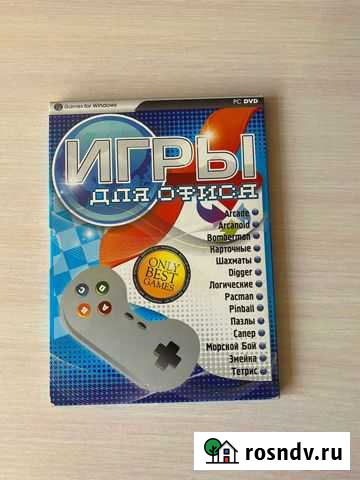 Games for Windows
PC DVD
ИГРЫ
ДЛЯ ОФИСА
Arcade
Arcanoid
Bomberman
Карточные
Шахматы
Digger
Логические
Pacman
Pinball
Пазлы
Сапер
Морской Бой
Змейка
Тетрис
ONLY
BEST
GAMES
D
C
B
A
rosndv.ru